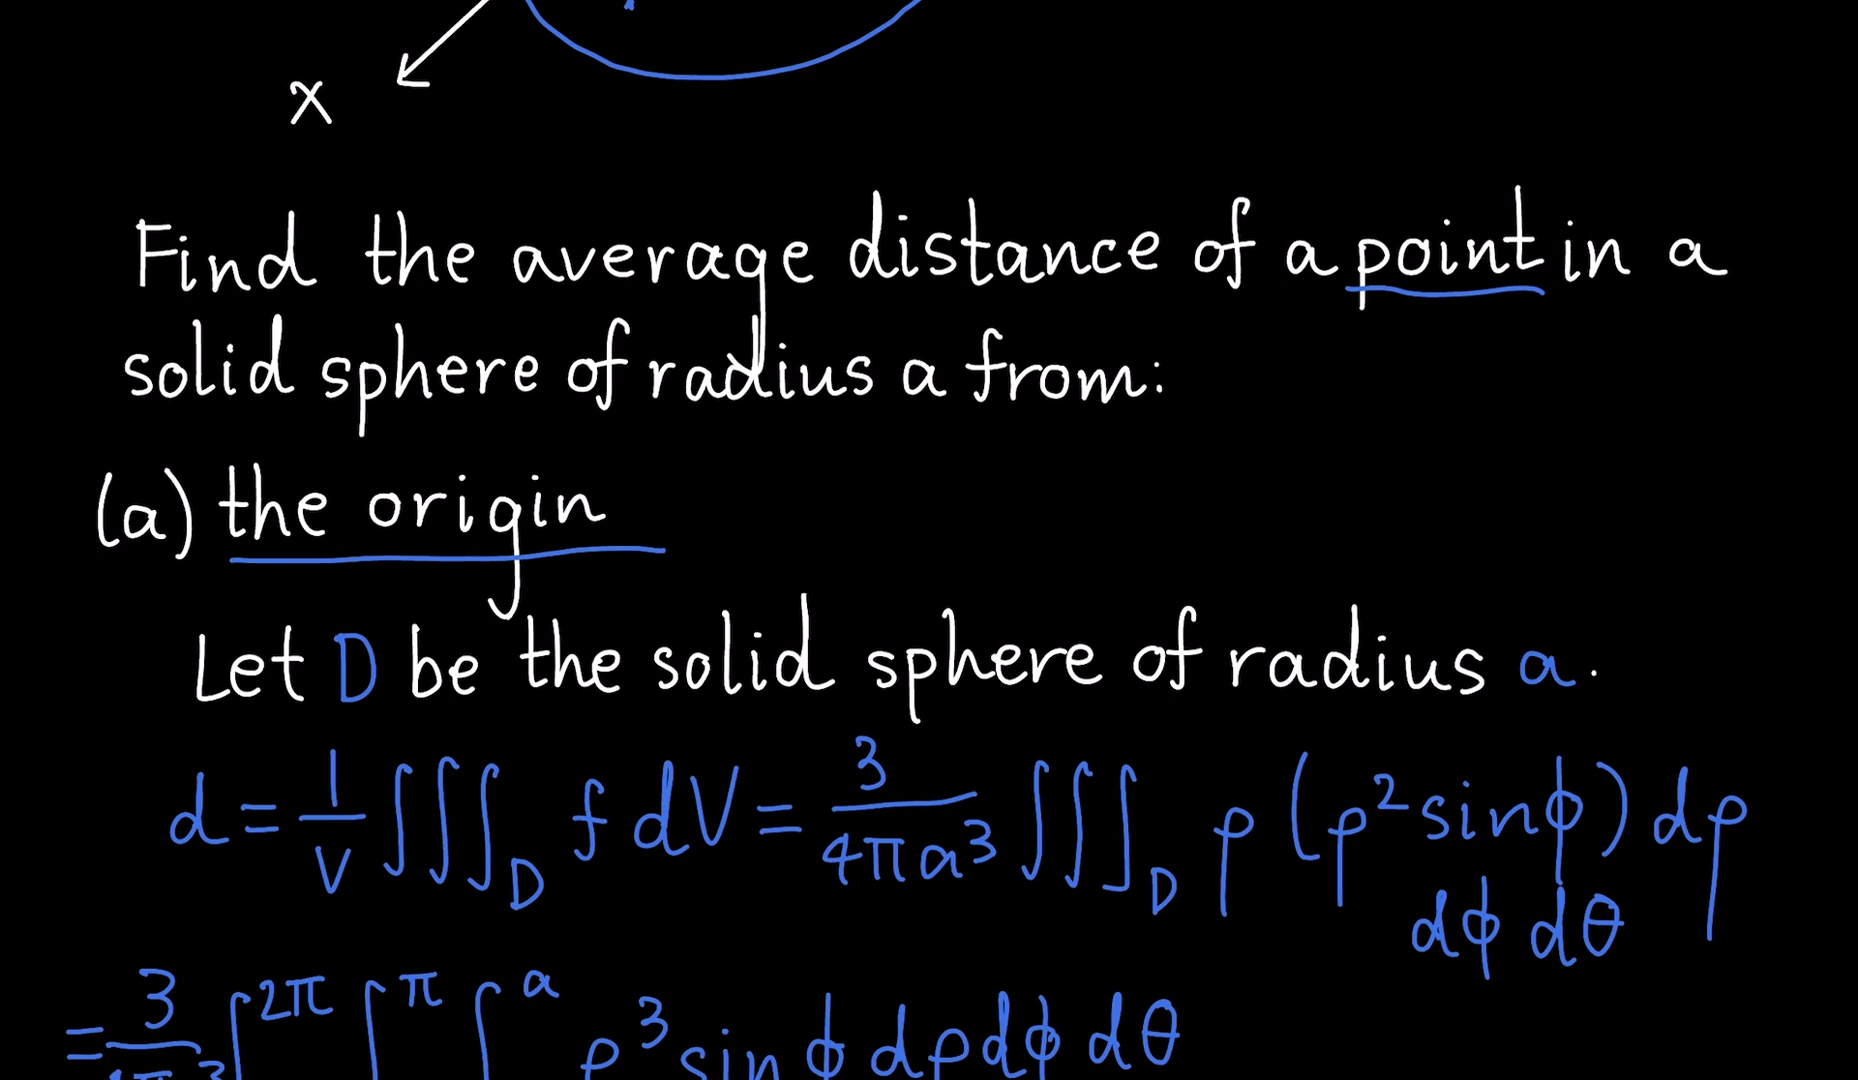 x
Find the average distance of a point in a
solid sphere of radius a from:
(a) the origin
Let D be the solid sphere of radius a.
d = 1/V ∭_D f dV = 3/(4πa³) ∭_D ρ (ρ² sin ϕ) dρ
dϕ dθ
= 3/(4πa³) ∫^2π ∫^π ∫^a ρ³ sin ϕ dρ dϕ dθ